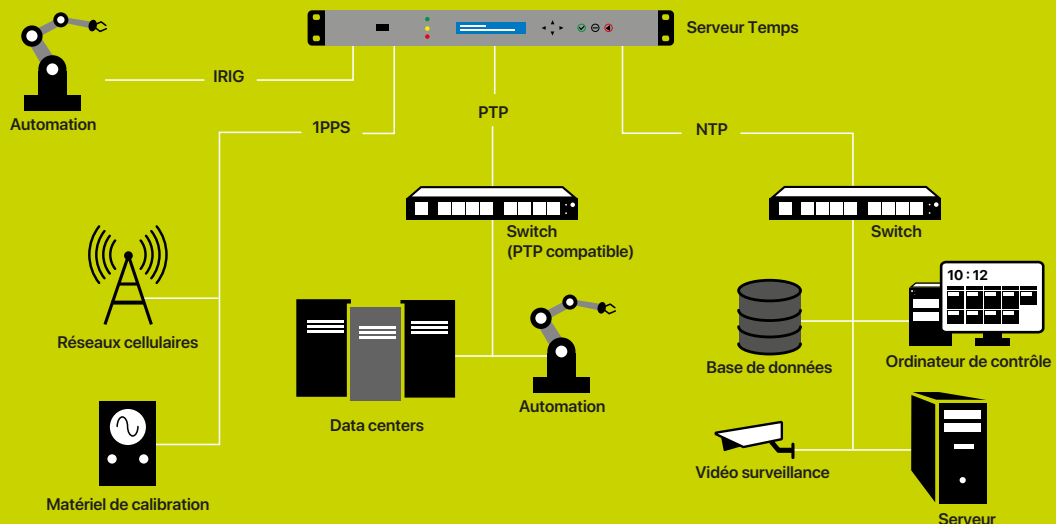 Serveur Temps
IRIG
Automation
1PPS
PTP
NTP
Switch
(PTP compatible)
Switch
10 : 12
Réseaux cellulaires
Base de données
Ordinateur de contrôle
Automation
Data centers
Vidéo surveillance
Matériel de calibration
Serveur